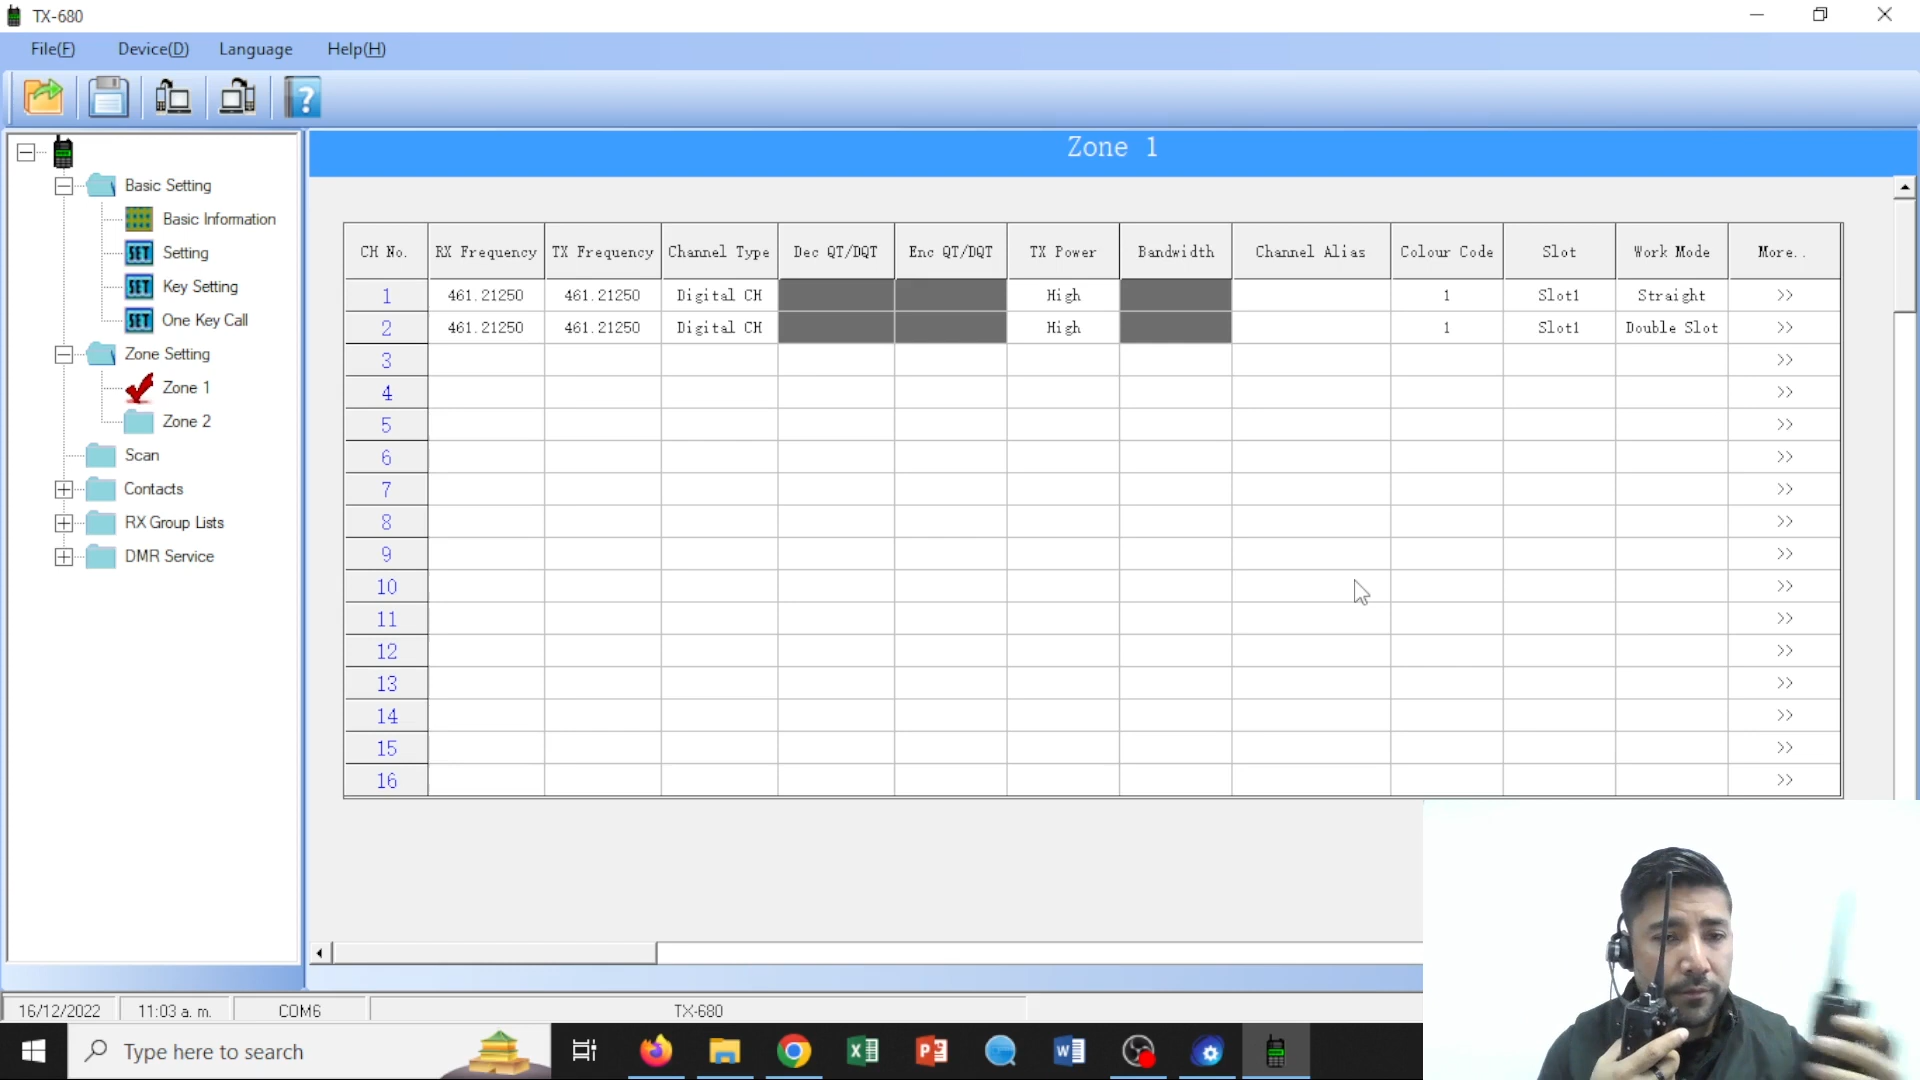 TX-680
File(F) Device(D) Language Help(H)
Basic Setting
Basic Information
SET Setting
SET Key Setting
SET One Key Call
Zone Setting
Zone 1
Zone 2
Scan
Contacts
RX Group Lists
DMR Service
Zone 1
CH No. RX Frequency TX Frequency Channel Type Dec QT/DQT Enc QT/DQT TX Power Bandwidth Channel Alias Colour Code Slot Work Mode More..
1 461.21250 461.21250 Digital CH High 1 Slot1 Straight >>
2 461.21250 461.21250 Digital CH High 1 Slot1 Double Slot >>
3 >>
4 >>
5 >>
6 >>
7 >>
8 >>
9 >>
10 >>
11 >>
12 >>
13 >>
14 >>
15 >>
16 >>
16/12/2022 11:03 a. m. COM6 TX-680
Type here to search